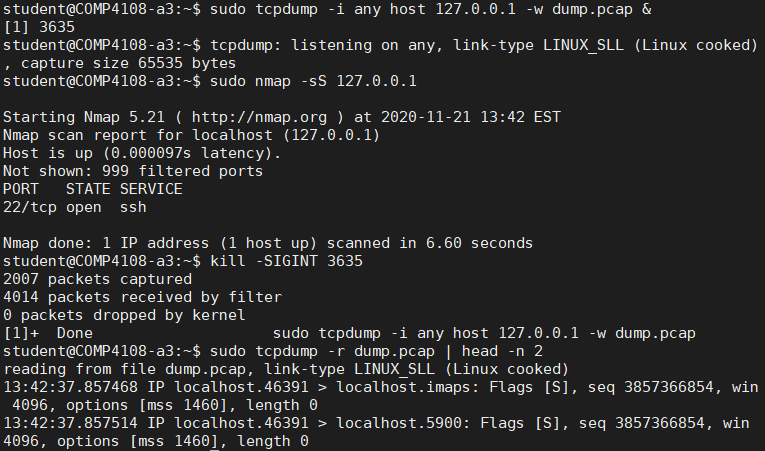 student@COMP4108-a3:~$ sudo tcpdump -i any host 127.0.0.1 -w dump.pcap &
[1] 3635
student@COMP4108-a3:~$ tcpdump: listening on any, link-type LINUX_SLL (Linux cooked)
, capture size 65535 bytes
student@COMP4108-a3:~$ sudo nmap -sS 127.0.0.1

Starting Nmap 5.21 ( http://nmap.org ) at 2020-11-21 13:42 EST
Nmap scan report for localhost (127.0.0.1)
Host is up (0.000097s latency).
Not shown: 999 filtered ports
PORT   STATE SERVICE
22/tcp open  ssh

Nmap done: 1 IP address (1 host up) scanned in 6.60 seconds
student@COMP4108-a3:~$ kill -SIGINT 3635
2007 packets captured
4014 packets received by filter
0 packets dropped by kernel
[1]+  Done                    sudo tcpdump -i any host 127.0.0.1 -w dump.pcap
student@COMP4108-a3:~$ sudo tcpdump -r dump.pcap | head -n 2
reading from file dump.pcap, link-type LINUX_SLL (Linux cooked)
13:42:37.857468 IP localhost.46391 > localhost.imaps: Flags [S], seq 3857366854, win
 4096, options [mss 1460], length 0
13:42:37.857514 IP localhost.46391 > localhost.5900: Flags [S], seq 3857366854, win
4096, options [mss 1460], length 0